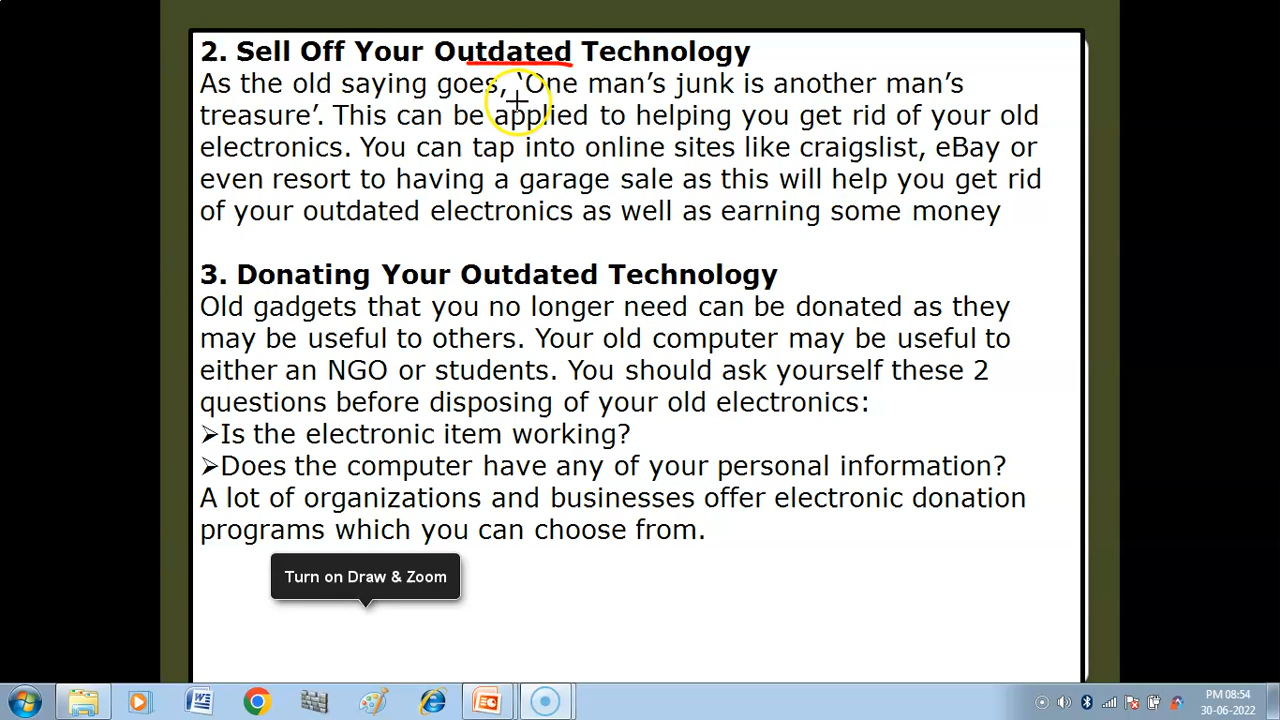 2. Sell Off Your Outdated Technology
As the old saying goes, ‘One man’s junk is another man’s
treasure’. This can be applied to helping you get rid of your old
electronics. You can tap into online sites like craigslist, eBay or
even resort to having a garage sale as this will help you get rid
of your outdated electronics as well as earning some money
3. Donating Your Outdated Technology
Old gadgets that you no longer need can be donated as they
may be useful to others. Your old computer may be useful to
either an NGO or students. You should ask yourself these 2
questions before disposing of your old electronics:
➢Is the electronic item working?
➢Does the computer have any of your personal information?
A lot of organizations and businesses offer electronic donation
programs which you can choose from.
Turn on Draw & Zoom
PM 08:54
30-06-2022